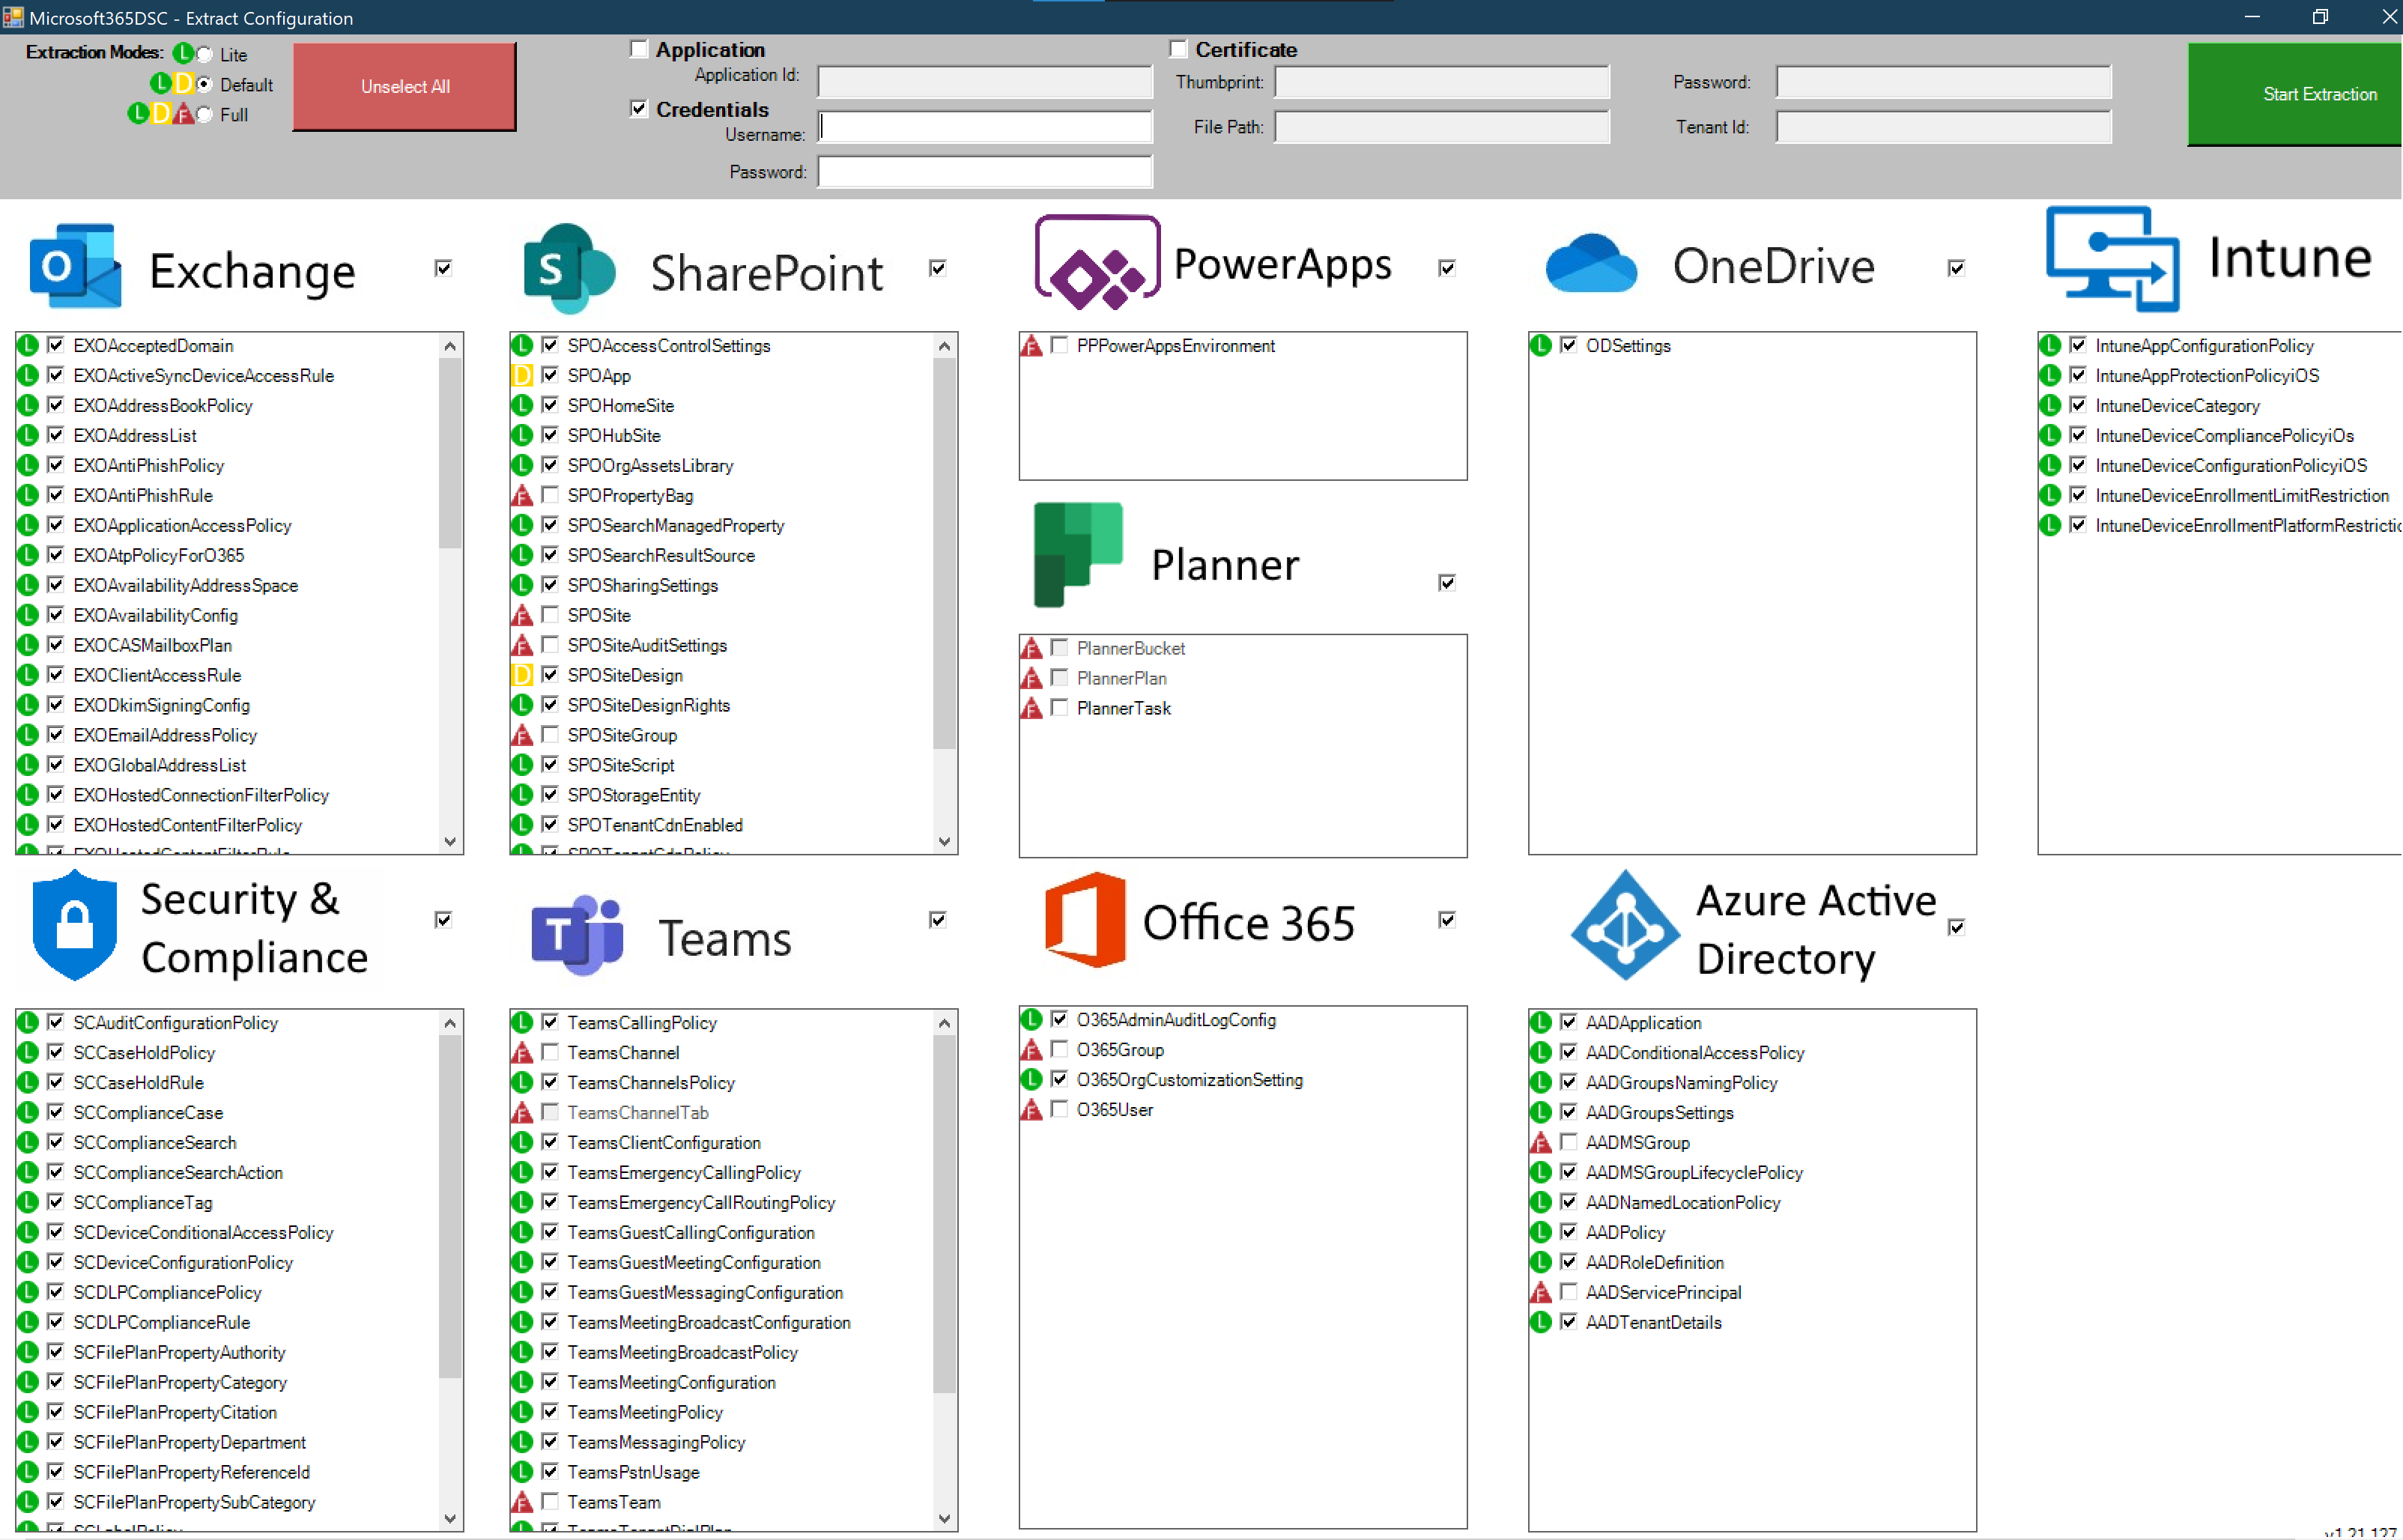 Microsoft365DSC - Extract Configuration
Extraction Modes: L Lite
L D Default
L D F Full
Unselect All
Application
Application Id:
Credentials
Username:
Password:
Certificate
Thumbprint:
File Path:
Password:
Tenant Id:
Start Extraction
Exchange
L EXOAcceptedDomain
L EXOActiveSyncDeviceAccessRule
L EXOAddressBookPolicy
L EXOAddressList
L EXOAntiPhishPolicy
L EXOAntiPhishRule
L EXOApplicationAccessPolicy
L EXOAtpPolicyForO365
L EXOAvailabilityAddressSpace
L EXOAvailabilityConfig
L EXOCASMailboxPlan
L EXOClientAccessRule
L EXODkimSigningConfig
L EXOEmailAddressPolicy
L EXOGlobalAddressList
L EXOHostedConnectionFilterPolicy
L EXOHostedContentFilterPolicy
L EXOHostedContentFilterRule
SharePoint
L SPOAccessControlSettings
D SPOApp
L SPOHomeSite
L SPOHubSite
L SPOOrgAssetsLibrary
F SPOPropertyBag
L SPOSearchManagedProperty
L SPOSearchResultSource
L SPOSharingSettings
F SPOSite
F SPOSiteAuditSettings
D SPOSiteDesign
L SPOSiteDesignRights
F SPOSiteGroup
L SPOSiteScript
L SPOStorageEntity
L SPOTenantCdnEnabled
L SPOTenantCdnPolicy
PowerApps
F PPPowerAppsEnvironment
Planner
F PlannerBucket
F PlannerPlan
F PlannerTask
OneDrive
L ODSettings
Intune
L IntuneAppConfigurationPolicy
L IntuneAppProtectionPolicyiOS
L IntuneDeviceCategory
L IntuneDeviceCompliancePolicyiOs
L IntuneDeviceConfigurationPolicyiOS
L IntuneDeviceEnrollmentLimitRestriction
L IntuneDeviceEnrollmentPlatformRestrictio
Security &
Compliance
L SCAuditConfigurationPolicy
L SCCaseHoldPolicy
L SCCaseHoldRule
L SCComplianceCase
L SCComplianceSearch
L SCComplianceSearchAction
L SCComplianceTag
L SCDeviceConditionalAccessPolicy
L SCDeviceConfigurationPolicy
L SCDLPCompliancePolicy
L SCDLPComplianceRule
L SCFilePlanPropertyAuthority
L SCFilePlanPropertyCategory
L SCFilePlanPropertyCitation
L SCFilePlanPropertyDepartment
L SCFilePlanPropertyReferenceId
L SCFilePlanPropertySubCategory
L SCLabelPolicy
Teams
L TeamsCallingPolicy
F TeamsChannel
L TeamsChannelsPolicy
F TeamsChannelTab
L TeamsClientConfiguration
L TeamsEmergencyCallingPolicy
L TeamsEmergencyCallRoutingPolicy
L TeamsGuestCallingConfiguration
L TeamsGuestMeetingConfiguration
L TeamsGuestMessagingConfiguration
L TeamsMeetingBroadcastConfiguration
L TeamsMeetingBroadcastPolicy
L TeamsMeetingConfiguration
L TeamsMeetingPolicy
L TeamsMessagingPolicy
L TeamsPstnUsage
F TeamsTeam
L TeamsTenantDialPlan
Office 365
L O365AdminAuditLogConfig
F O365Group
L O365OrgCustomizationSetting
F O365User
Azure Active
Directory
L AADApplication
L AADConditionalAccessPolicy
L AADGroupsNamingPolicy
L AADGroupsSettings
F AADMSGroup
L AADMSGroupLifecyclePolicy
L AADNamedLocationPolicy
L AADPolicy
L AADRoleDefinition
F AADServicePrincipal
L AADTenantDetails
v1.21.127